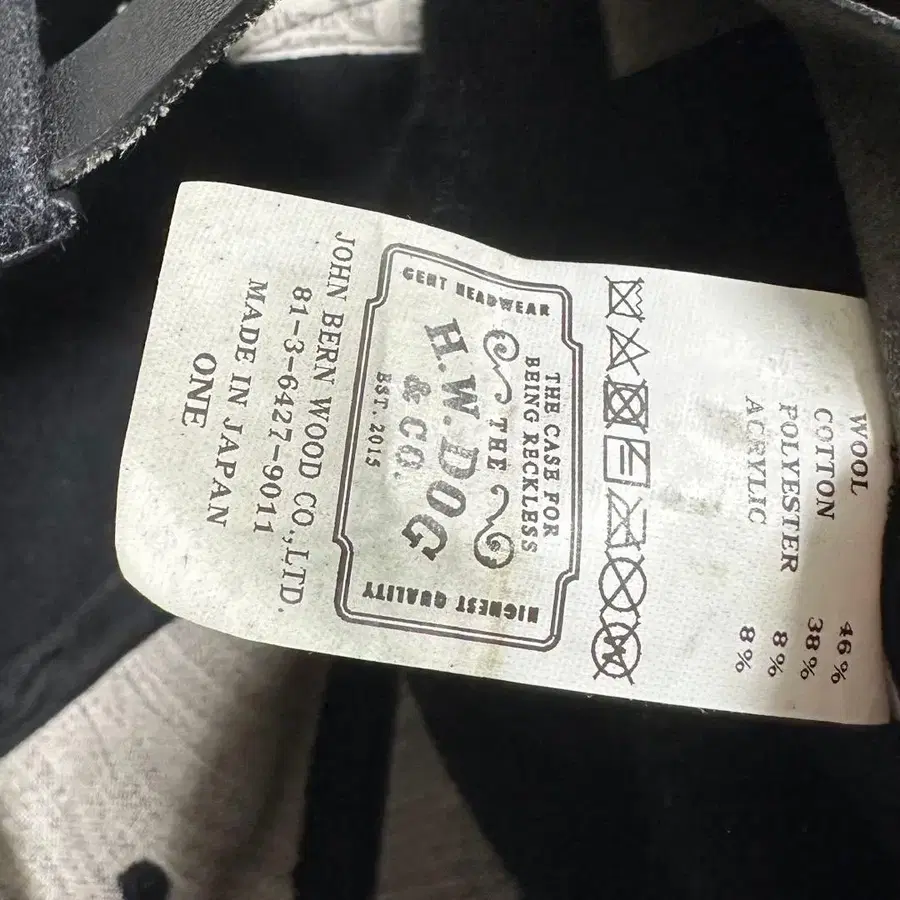 WOOL 46%
COTTON 38%
POLYESTER 8%
ACRYLIC 8%
THE CASE FOR
BEING RECKLESS
THE
H.W.DOG
& CO.
EST. 2015
GENT HEADWEAR
HIGHEST QUALITY
JOHN BERN WOOD CO.,LTD.
81-3-6427-9011
MADE IN JAPAN
ONE